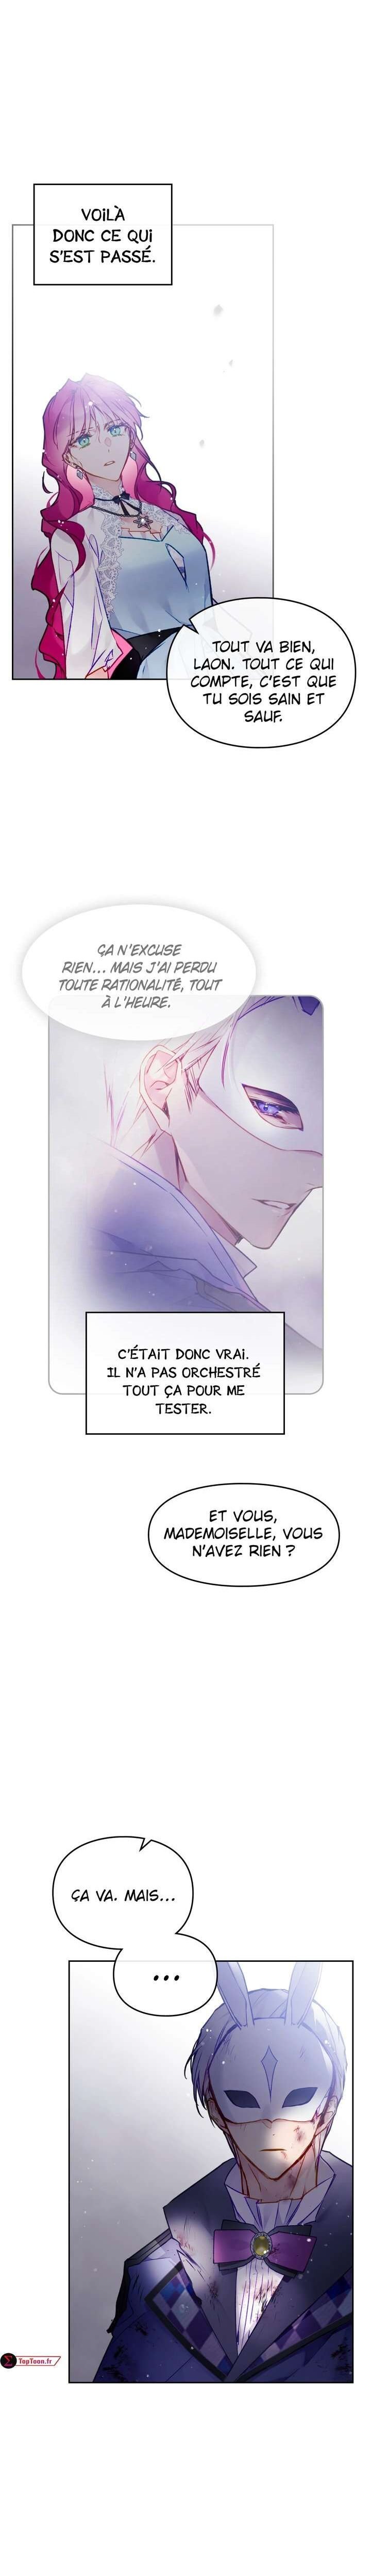 VOILÀ
DONC CE QUI
S'EST PASSÉ.
TOUT VA BIEN,
LAON. TOUT CE QUI
COMPTE, C'EST QUE
TU SOIS SAIN ET
SAUF.
ÇA N'EXCUSE
RIEN... MAIS J'AI PERDU
TOUTE RATIONALITÉ, TOUT
À L'HEURE.
C'ÉTAIT DONC VRAI.
IL N'A PAS ORCHESTRÉ
TOUT ÇA POUR ME
TESTER.
ET VOUS,
MADEMOISELLE, VOUS
N'AVEZ RIEN ?
ÇA VA. MAIS...
...
TopToon.fr